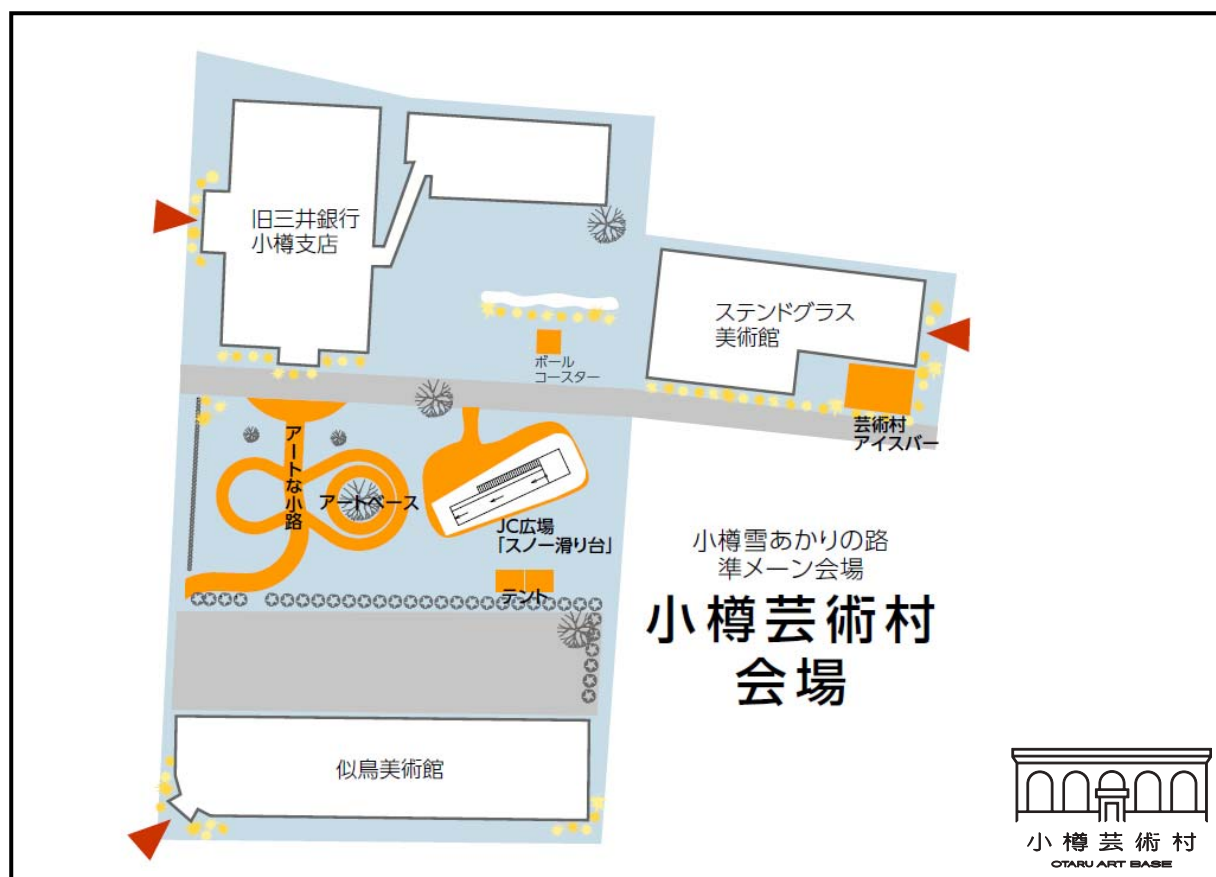 旧三井銀行
小樽支店
ステンドグラス
美術館
ボール
コースター
芸術村
アイスバー
アートな小路
アートベース
JC広場
「スノー滑り台」
テント
小樽雪あかりの路
準メーン会場
小樽芸術村
会場
似鳥美術館
小樽芸術村
OTARU ART BASE